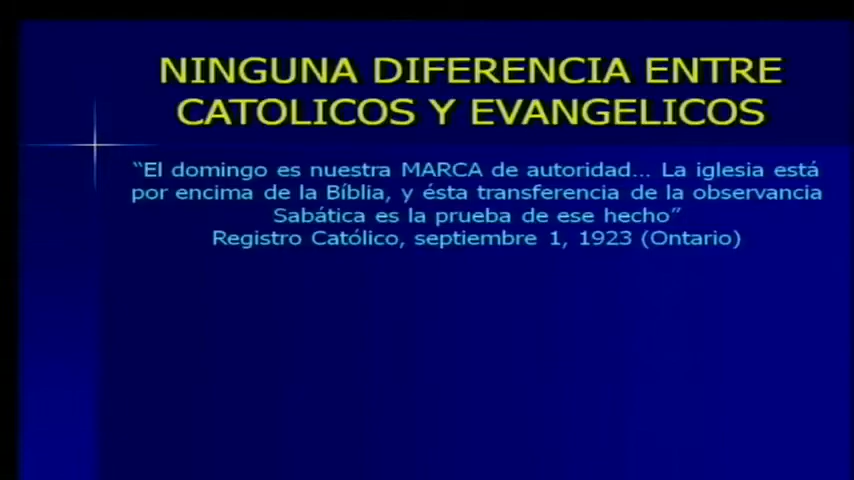 NINGUNA DIFERENCIA ENTRE
CATOLICOS Y EVANGELICOS
“El domingo es nuestra MARCA de autoridad... La iglesia está
por encima de la Bíblia, y ésta transferencia de la observancia
Sabática es la prueba de ese hecho”
Registro Católico, septiembre 1, 1923 (Ontario)